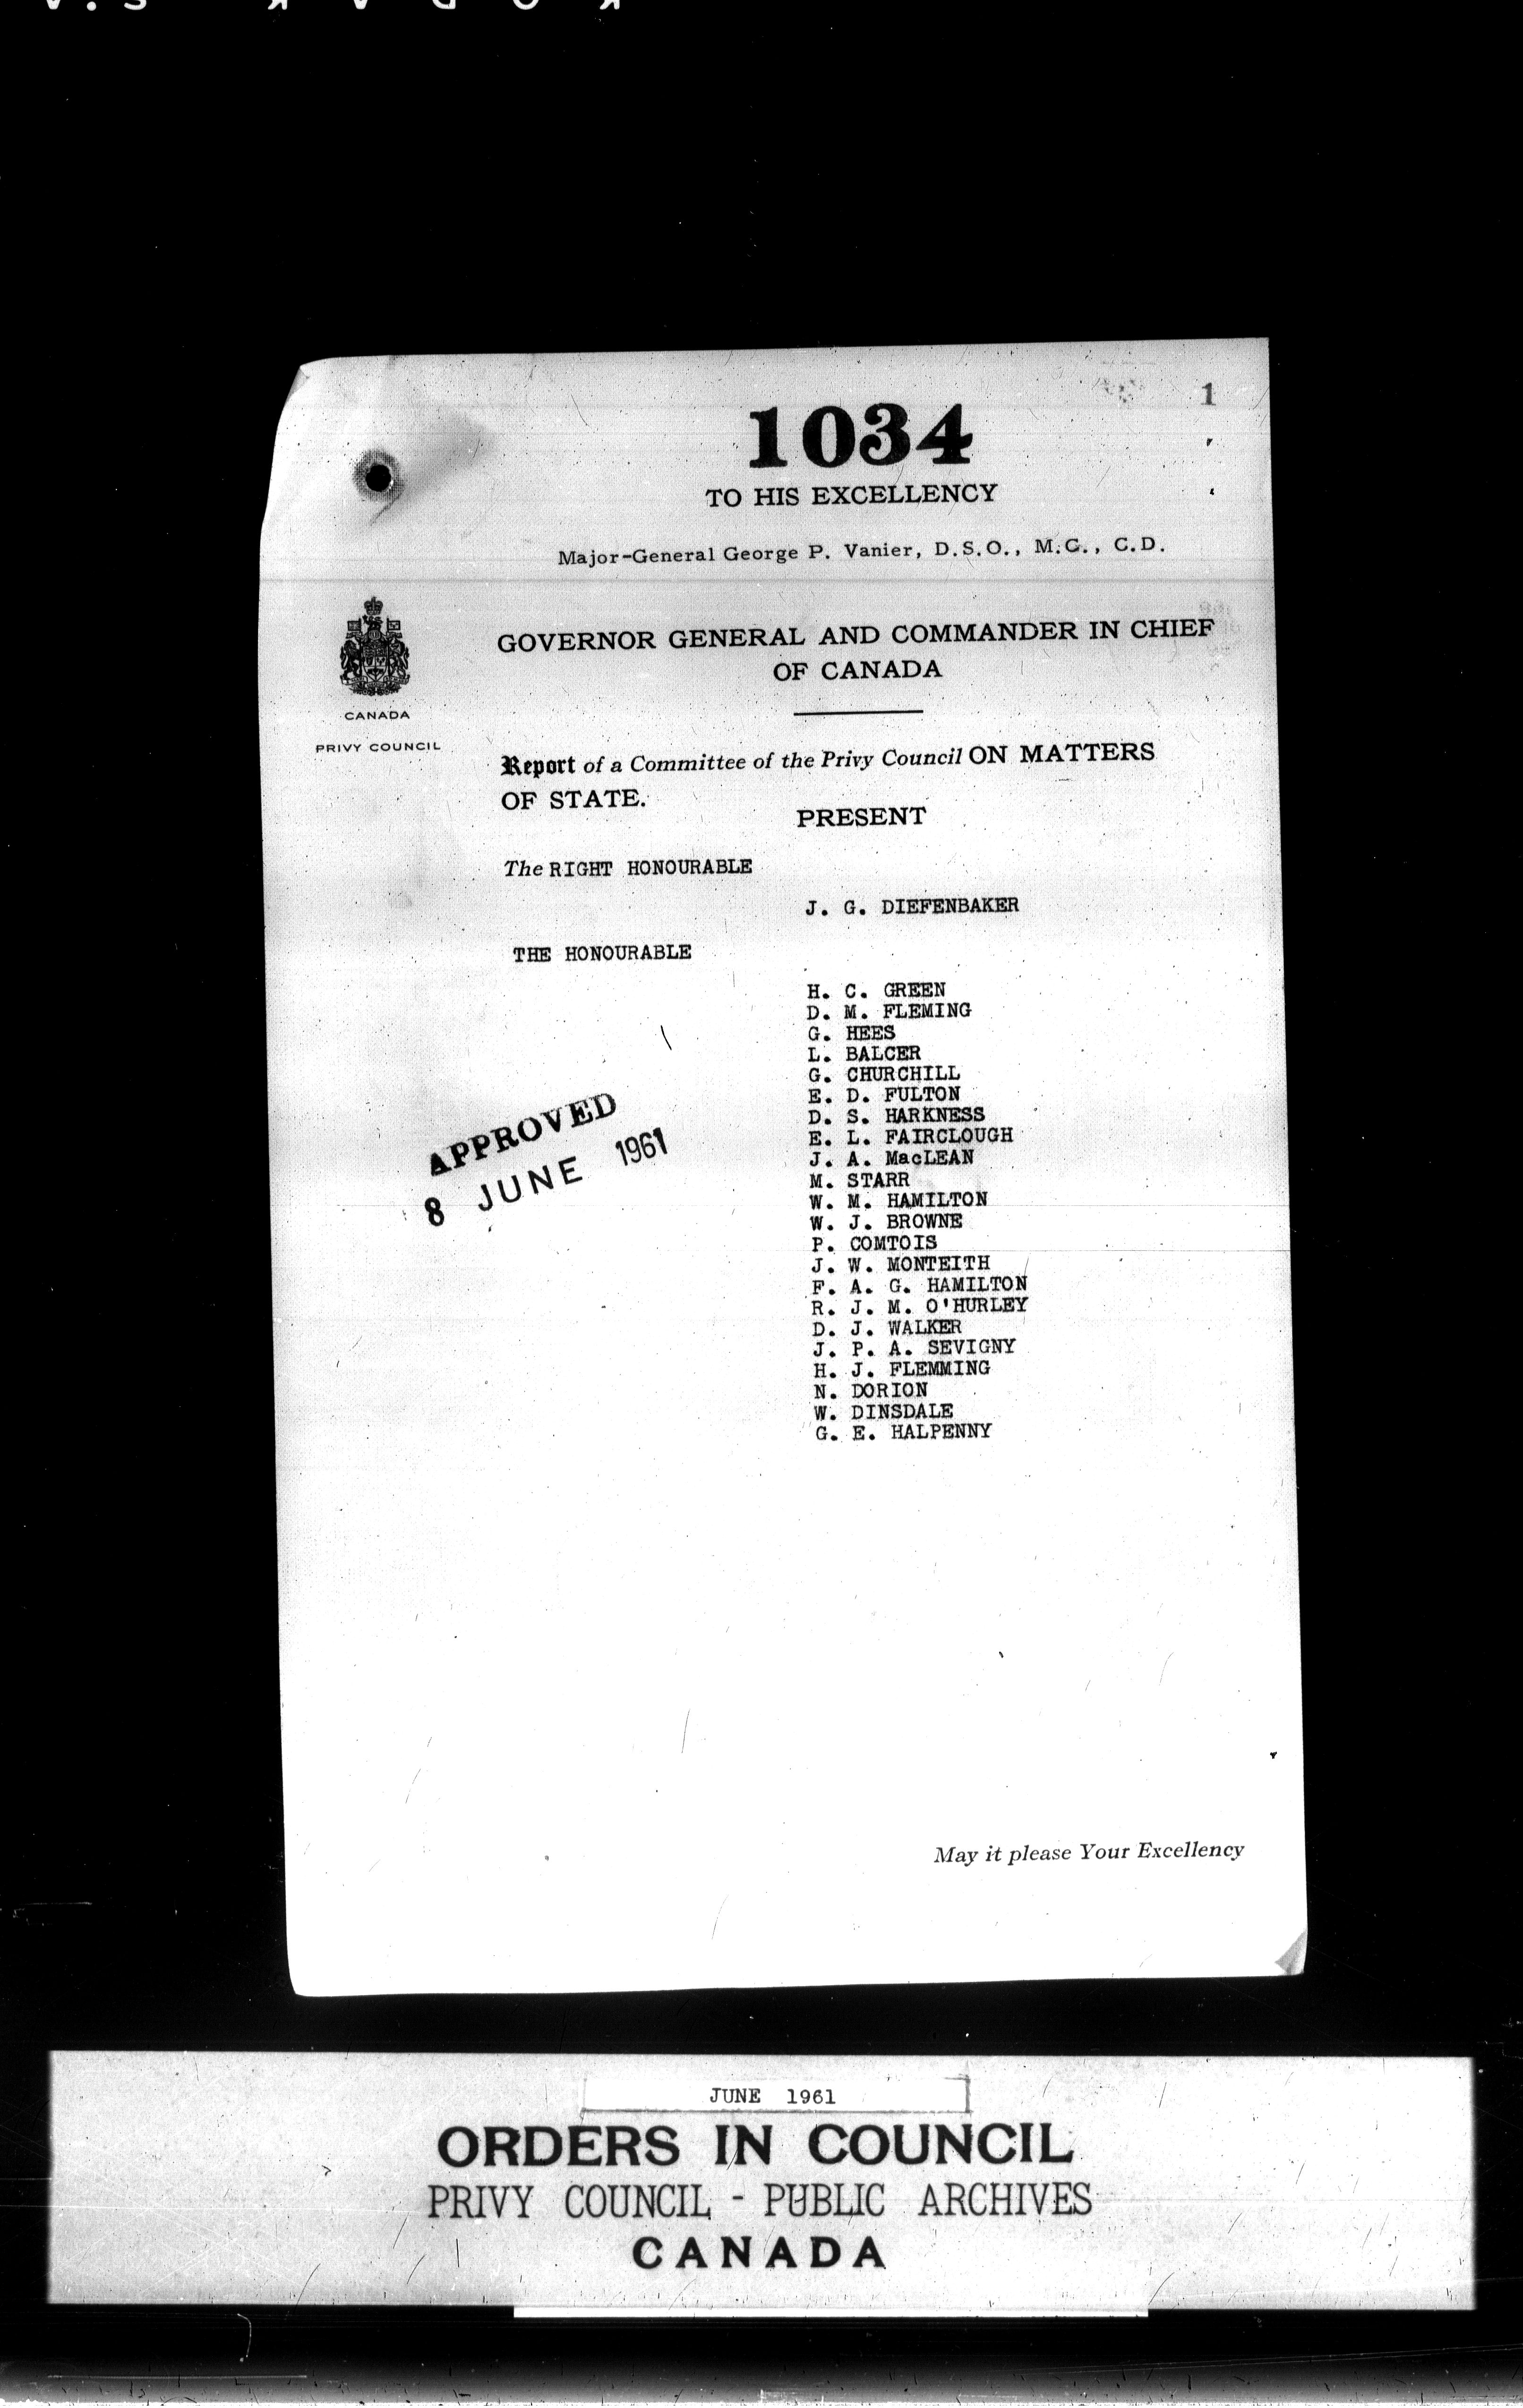 1
1034
TO HIS EXCELLENCY
Major-General George P. Vanier, D.S.O., M.C., C.D.
GOVERNOR GENERAL AND COMMANDER IN CHIEF
OF CANADA
CANADA
PRIVY COUNCIL
Report of a Committee of the Privy Council ON MATTERS
OF STATE.
PRESENT
The RIGHT HONOURABLE
J. G. DIEFENBAKER
THE HONOURABLE
H. C. GREEN
D. M. FLEMING
G. HEES
L. BALCER
G. CHURCHILL
E. D. FULTON
D. S. HARKNESS
E. L. FAIRCLOUGH
J. A. MacLEAN
M. STARR
W. M. HAMILTON
W. J. BROWNE
P. COMTOIS
J. W. MONTEITH
F. A. G. HAMILTON
R. J. M. O'HURLEY
D. J. WALKER
J. P. A. SEVIGNY
H. J. FLEMMING
N. DORION
W. DINSDALE
G. E. HALPENNY
APPROVED
8 JUNE 1961
May it please Your Excellency
JUNE 1961
ORDERS IN COUNCIL
PRIVY COUNCIL - PUBLIC ARCHIVES
CANADA